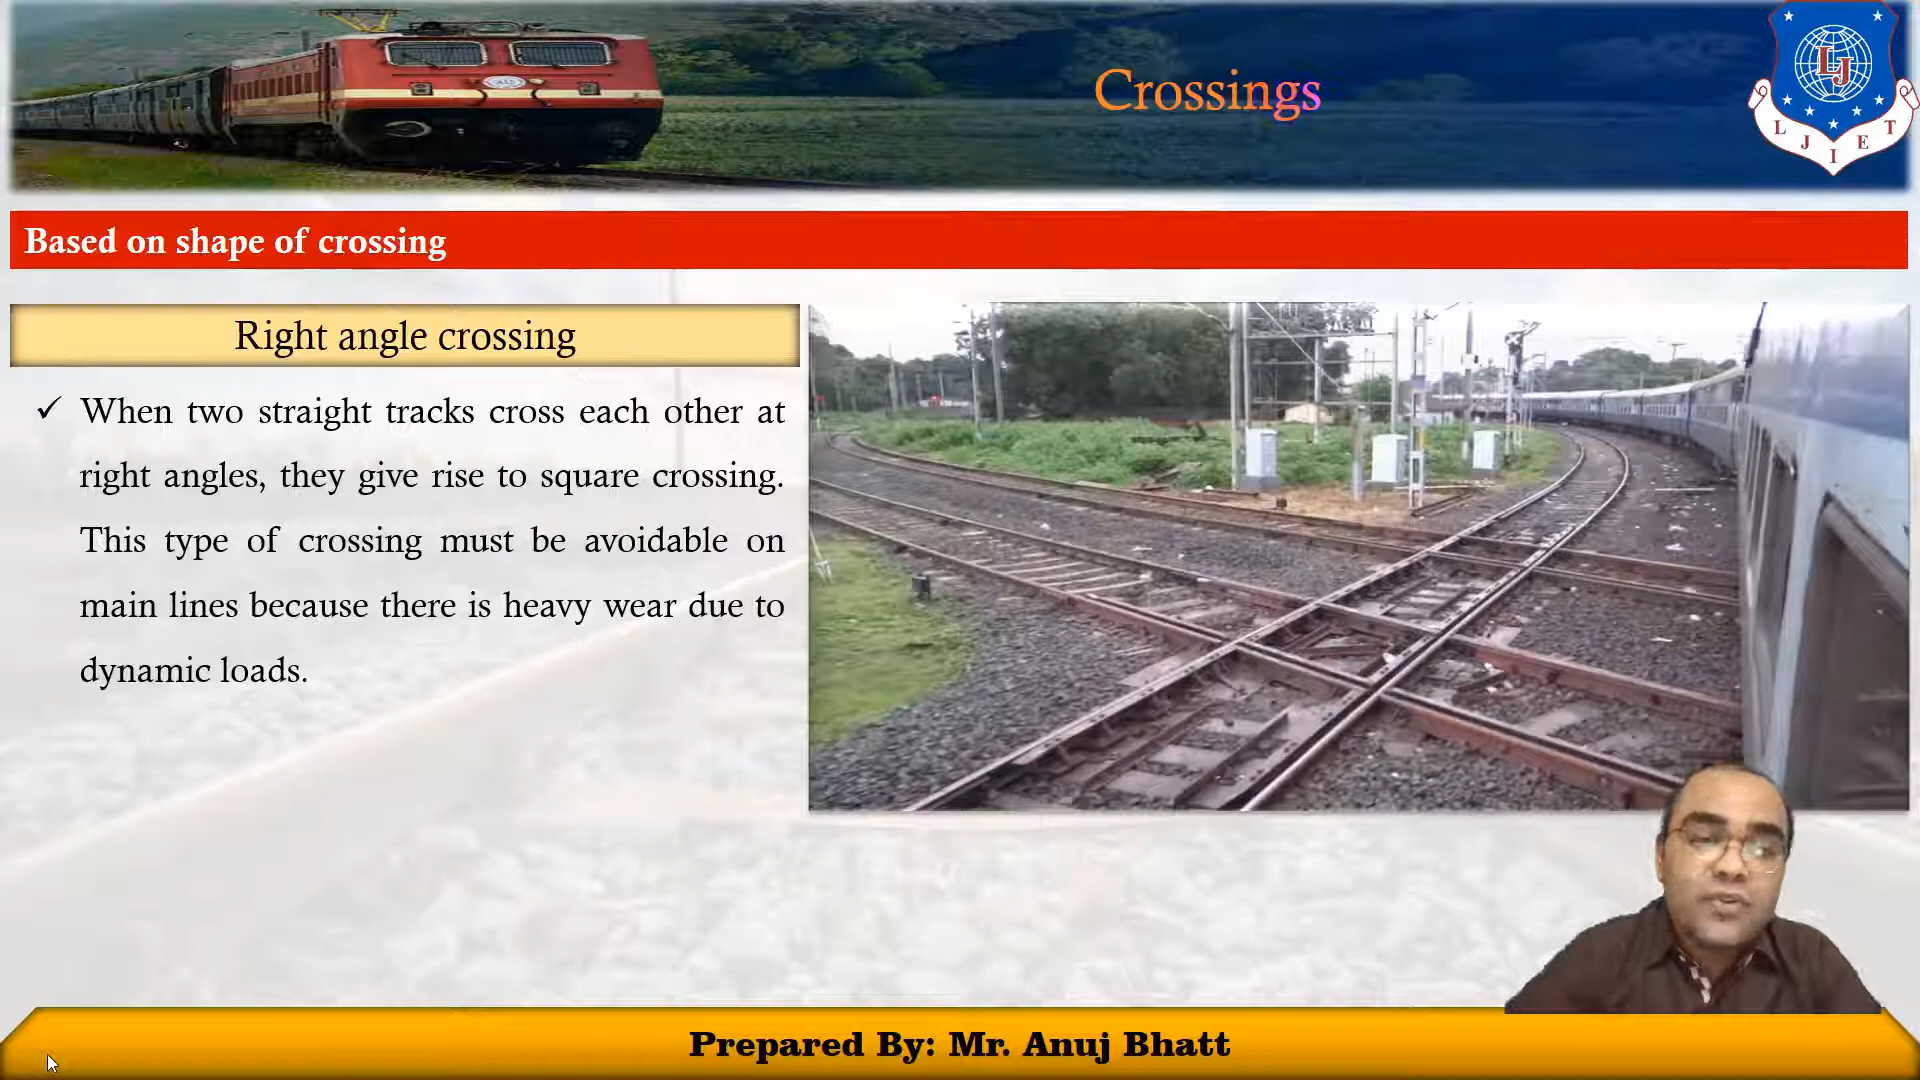 Crossings
LJ
L J I E T
Based on shape of crossing
Right angle crossing
✓ When two straight tracks cross each other at
right angles, they give rise to square crossing.
This type of crossing must be avoidable on
main lines because there is heavy wear due to
dynamic loads.
Prepared By: Mr. Anuj Bhatt